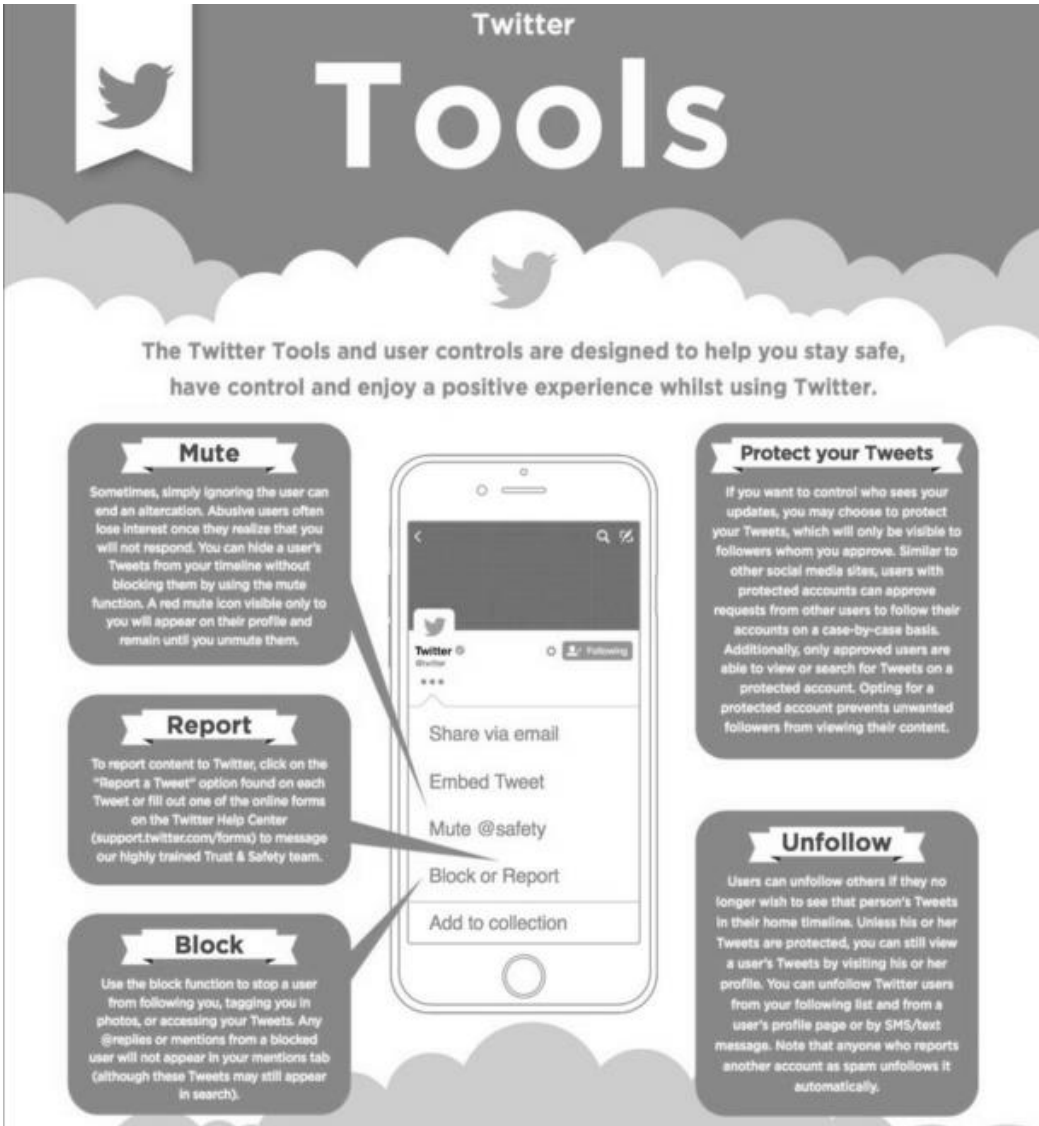 Twitter
Tools
The Twitter Tools and user controls are designed to help you stay safe,
have control and enjoy a positive experience whilst using Twitter.
Mute
Sometimes, simply ignoring the user can
end an altercation. Abusive users often
lose interest once they realize that you
will not respond. You can hide a user's
Tweets from your timeline without
blocking them by using the mute
function. A red mute icon visible only to
you will appear on their profile and
remain until you unmute them.
Report
To report content to Twitter, click on the
"Report a Tweet" option found on each
Tweet or fill out one of the online forms
on the Twitter Help Center
(support.twitter.com/forms) to message
our highly trained Trust & Safety team.
Block
Use the block function to stop a user
from following you, tagging you in
photos, or accessing your Tweets. Any
@replies or mentions from a blocked
user will not appear in your mentions tab
(although these Tweets may still appear
in search).
Twitter
@twitter
Following
Share via email
Embed Tweet
Mute @safety
Block or Report
Add to collection
Protect your Tweets
If you want to control who sees your
updates, you may choose to protect
your Tweets, which will only be visible to
followers whom you approve. Similar to
other social media sites, users with
protected accounts can approve
requests from other users to follow their
accounts on a case-by-case basis.
Additionally, only approved users are
able to view or search for Tweets on a
protected account. Opting for a
protected account prevents unwanted
followers from viewing their content.
Unfollow
Users can unfollow others if they no
longer wish to see that person's Tweets
in their home timeline. Unless his or her
Tweets are protected, you can still view
a user's Tweets by visiting his or her
profile. You can unfollow Twitter users
from your following list and from a
user's profile page or by SMS/text
message. Note that anyone who reports
another account as spam unfollows it
automatically.